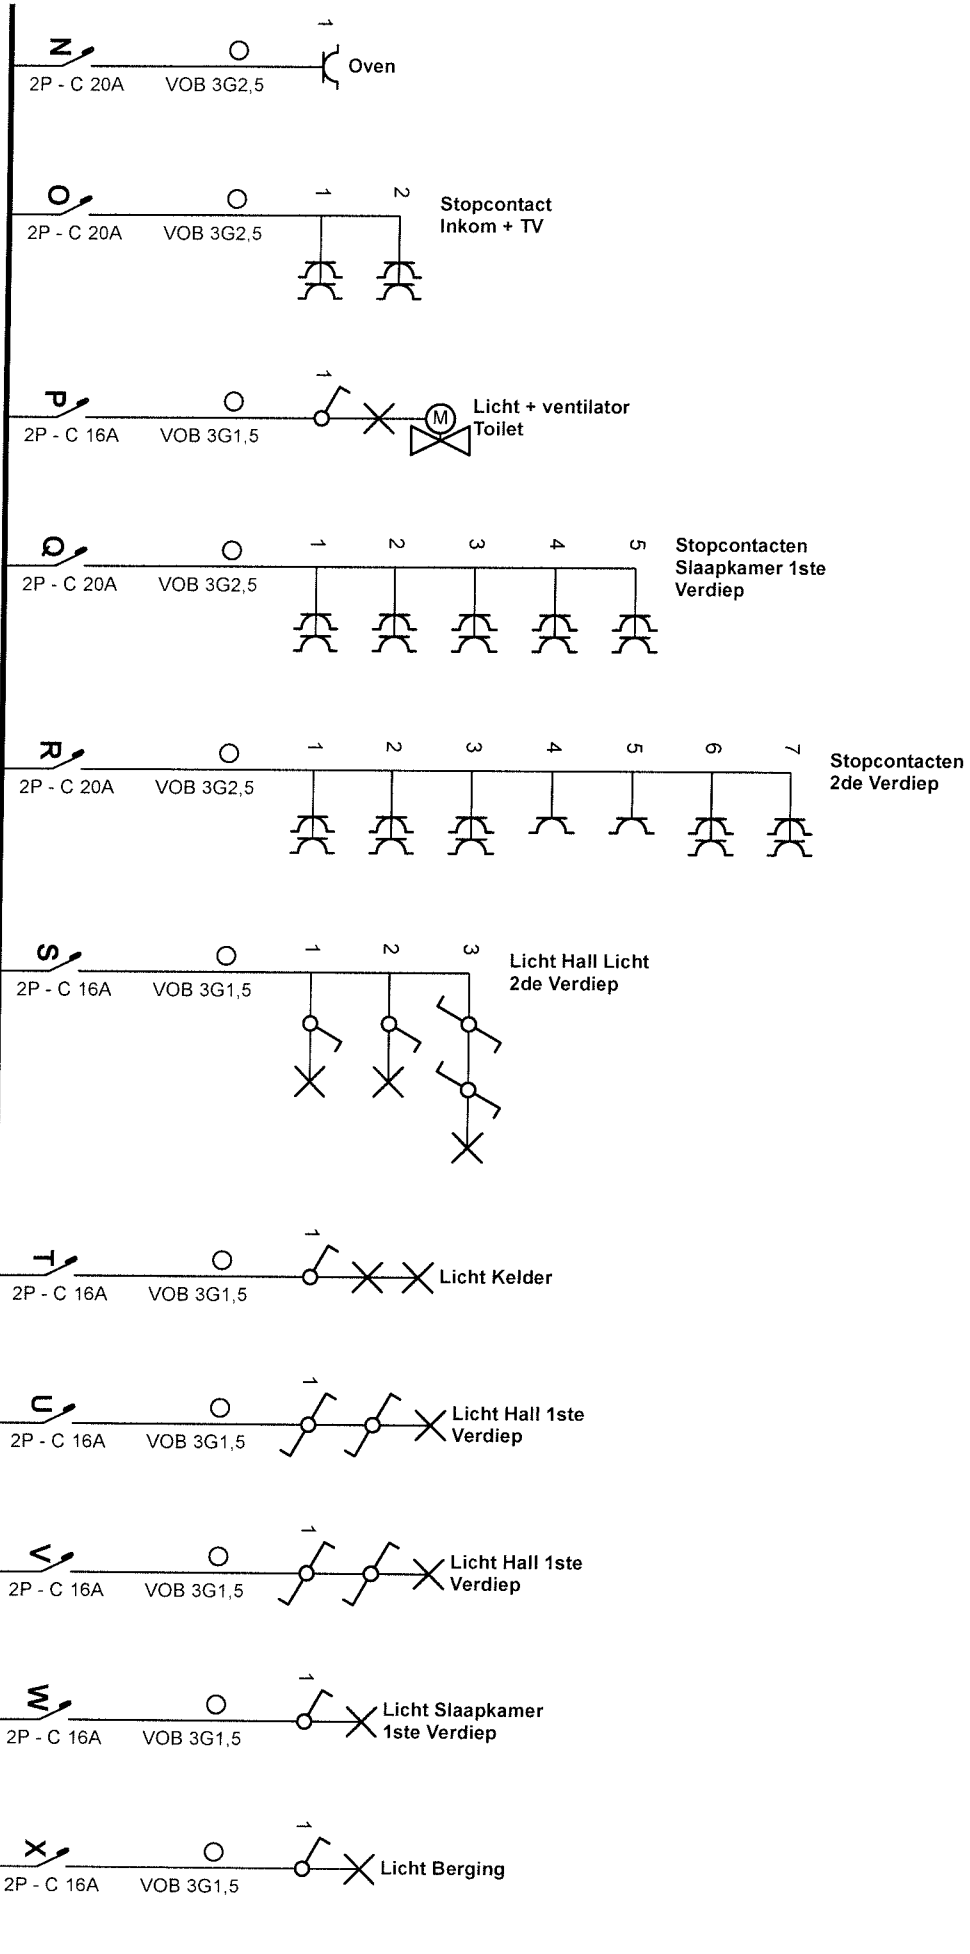 N
1
Oven
2P - C 20A
VOB 3G2,5
O
1
2
Stopcontact
Inkom + TV
2P - C 20A
VOB 3G2,5
P
1
Licht + ventilator
Toilet
M
2P - C 16A
VOB 3G1,5
Q
1
2
3
4
5
Stopcontacten
Slaapkamer 1ste
Verdiep
2P - C 20A
VOB 3G2,5
R
1
2
3
4
5
6
7
Stopcontacten
2de Verdiep
2P - C 20A
VOB 3G2,5
S
1
2
3
Licht Hall Licht
2de Verdiep
2P - C 16A
VOB 3G1,5
T
1
Licht Kelder
2P - C 16A
VOB 3G1,5
U
1
Licht Hall 1ste
Verdiep
2P - C 16A
VOB 3G1,5
V
1
Licht Hall 1ste
Verdiep
2P - C 16A
VOB 3G1,5
W
1
Licht Slaapkamer
1ste Verdiep
2P - C 16A
VOB 3G1,5
X
1
Licht Berging
2P - C 16A
VOB 3G1,5